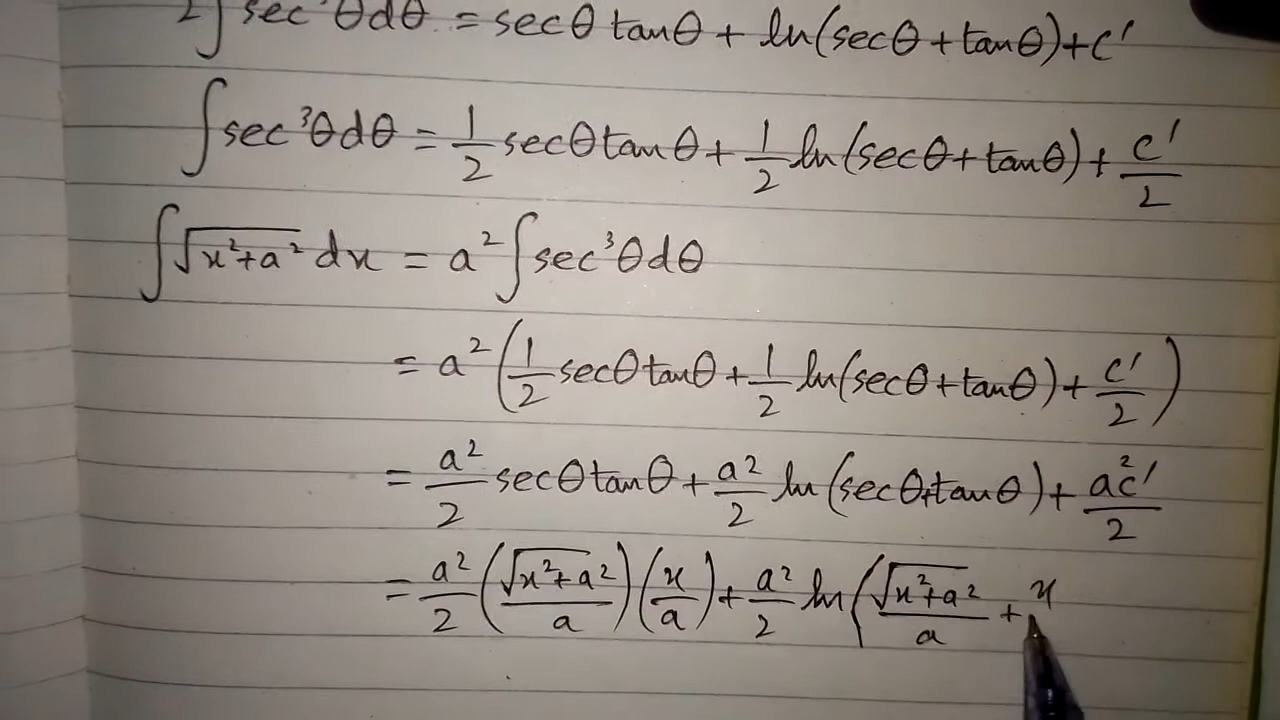 2∫sec³θdθ = secθ tanθ + ln(secθ + tanθ) + c'
∫sec³θdθ = 1/2 secθ tanθ + 1/2 ln(secθ + tanθ) + c'/2
∫√(x²+a²) dx = a²∫sec³θdθ
= a²(1/2 secθ tanθ + 1/2 ln(secθ + tanθ) + c'/2)
= a²/2 secθ tanθ + a²/2 ln(secθ + tanθ) + a²c'/2
= a²/2 (√(x²+a²)/a)(x/a) + a²/2 ln(√(x²+a²)/a + x